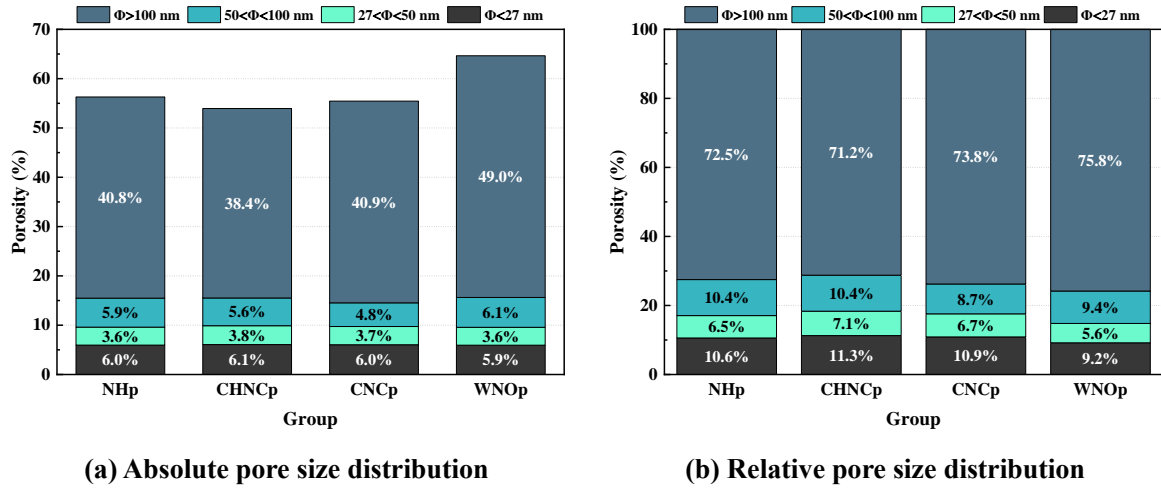 Φ>100 nm 50<Φ<100 nm 27<Φ<50 nm Φ<27 nm
70
60
50
40
30
20
10
0
Porosity (%)
40.8% 38.4% 40.9% 49.0%
5.9% 5.6% 4.8% 6.1%
3.6% 3.8% 3.7% 3.6%
6.0% 6.1% 6.0% 5.9%
NHp CHNCp CNCp WNOp
Group
(a) Absolute pore size distribution
Φ>100 nm 50<Φ<100 nm 27<Φ<50 nm Φ<27 nm
100
80
60
40
20
0
Porosity (%)
72.5% 71.2% 73.8% 75.8%
10.4% 10.4% 8.7% 9.4%
6.5% 7.1% 6.7% 5.6%
10.6% 11.3% 10.9% 9.2%
NHp CHNCp CNCp WNOp
Group
(b) Relative pore size distribution